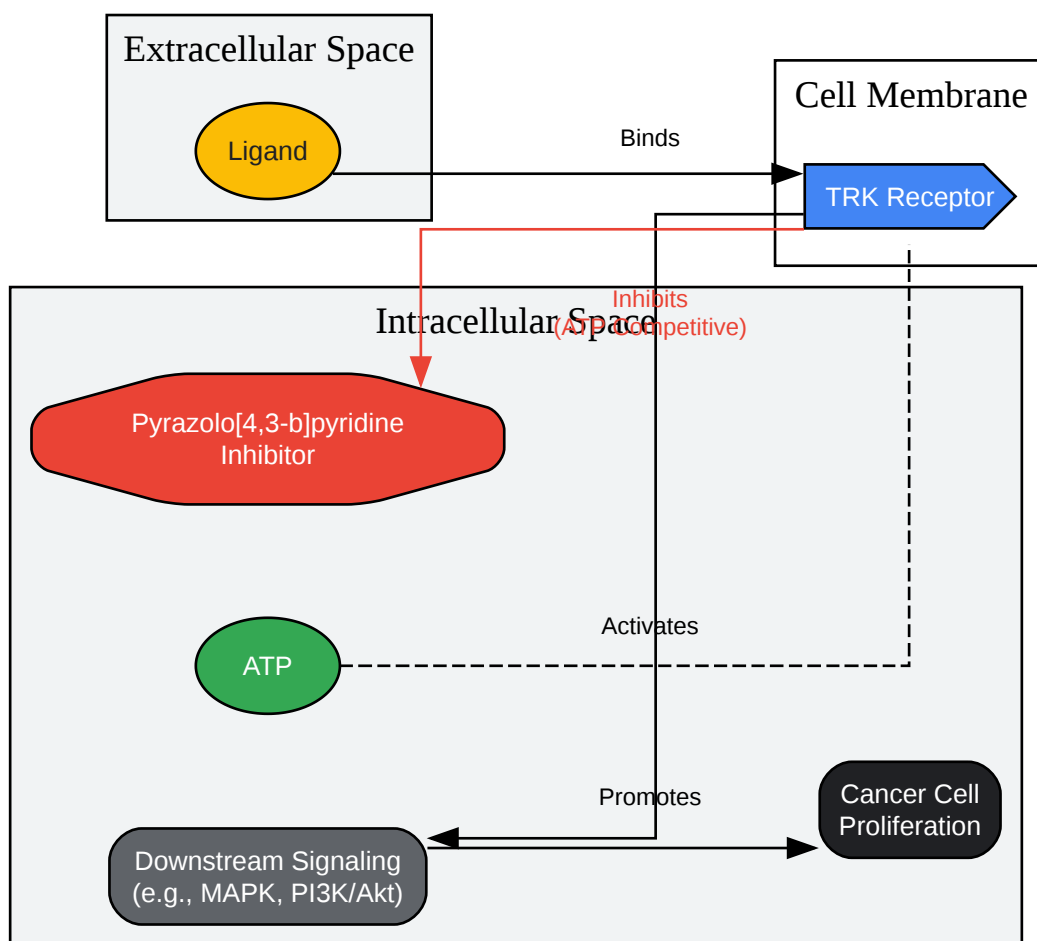 Extracellular Space
Ligand
Binds
Cell Membrane
TRK Receptor
Intracellular Space
Inhibits
(ATP Competitive)
Pyrazolo[4,3-b]pyridine
Inhibitor
Activates
ATP
Promotes
Cancer Cell
Proliferation
Downstream Signaling
(e.g., MAPK, PI3K/Akt)